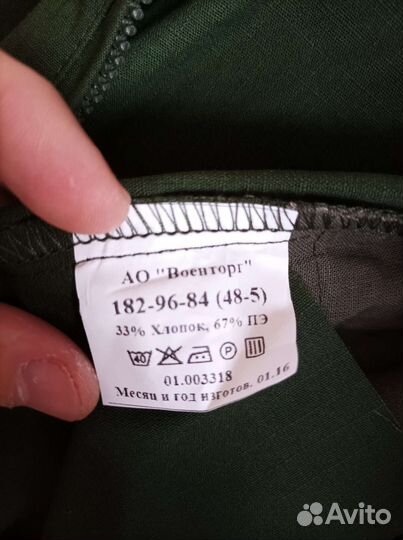 АО "Военторг"
182-96-84 (48-5)
33% Хлопок, 67% ПЭ
40 P
01.003318
Месяц и год изготов. 01.16
Avito